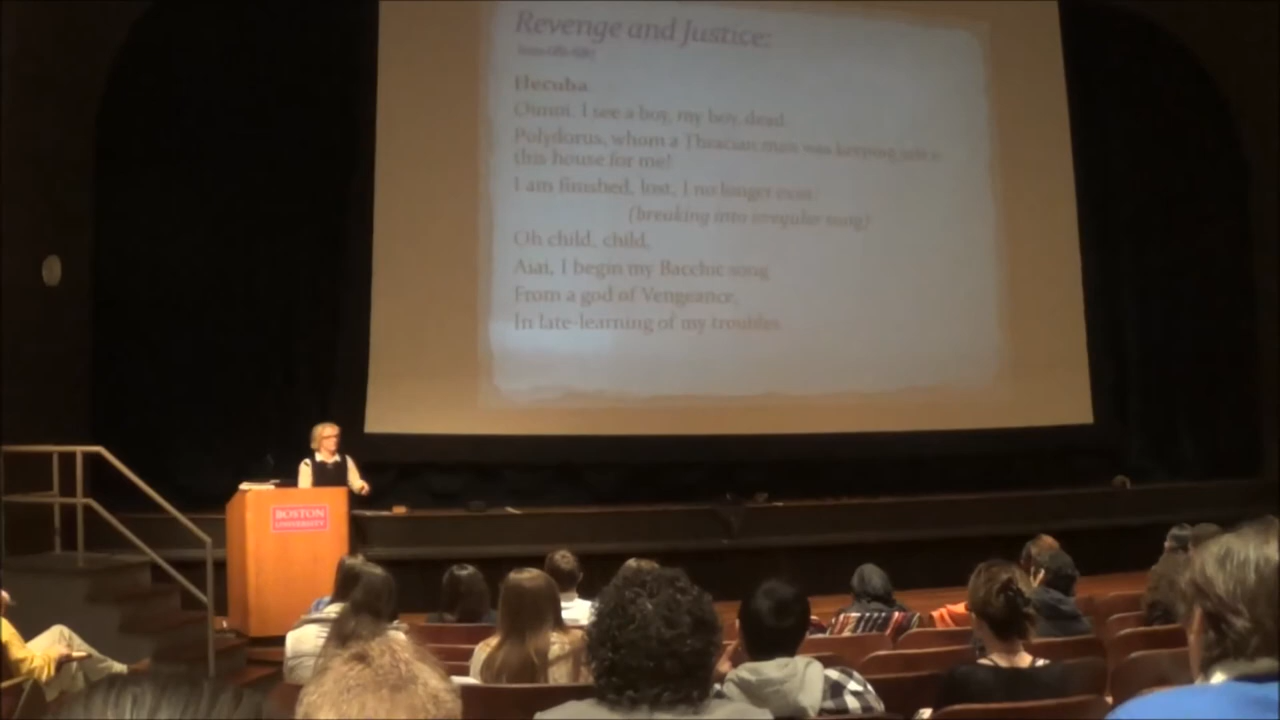 Revenge and Justice:
Hecuba
Oimoi, I see a boy, my boy, dead.
Polydorus, whom a Thracian man was keeping
this house for me!
I am finished, lost, I no longer exist.
(breaking into irregular song)
Oh child, child,
Aiai, I begin my Bacchic song
From a god of Vengeance,
In late-learning of my troubles
BOSTON
UNIVERSITY